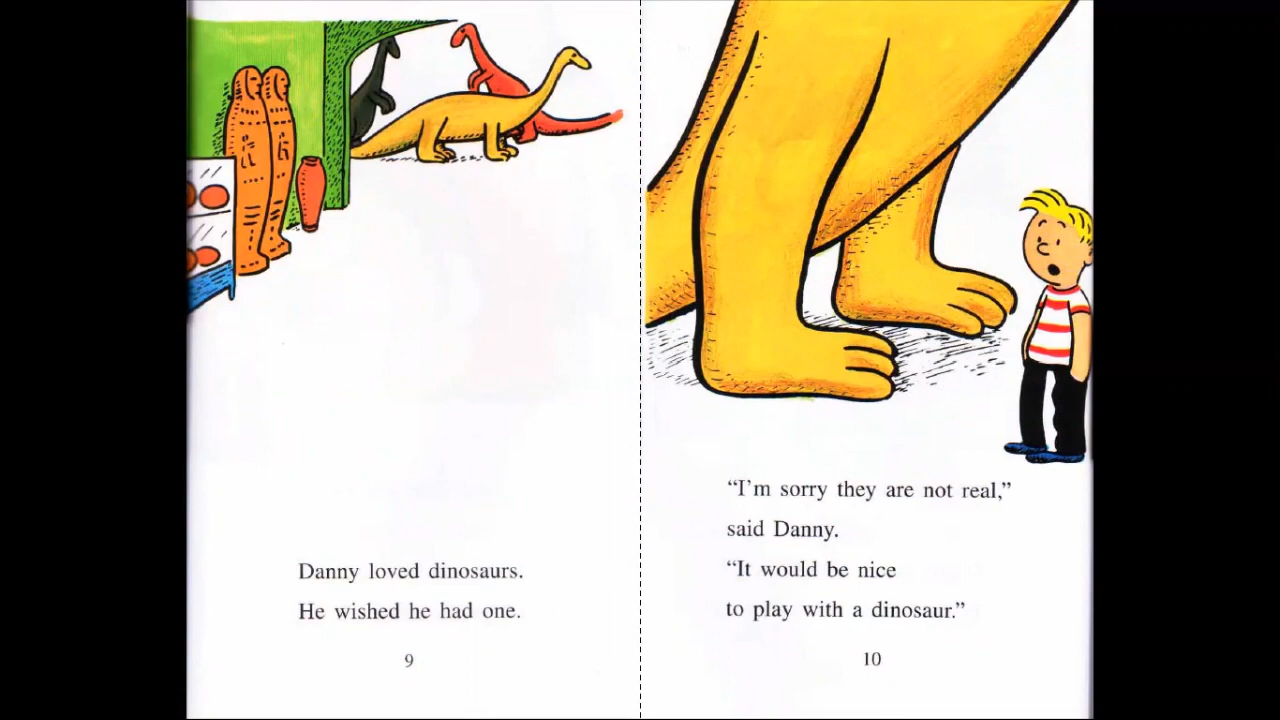 Danny loved dinosaurs.
He wished he had one.
9
“I’m sorry they are not real,”
said Danny.
“It would be nice
to play with a dinosaur.”
10